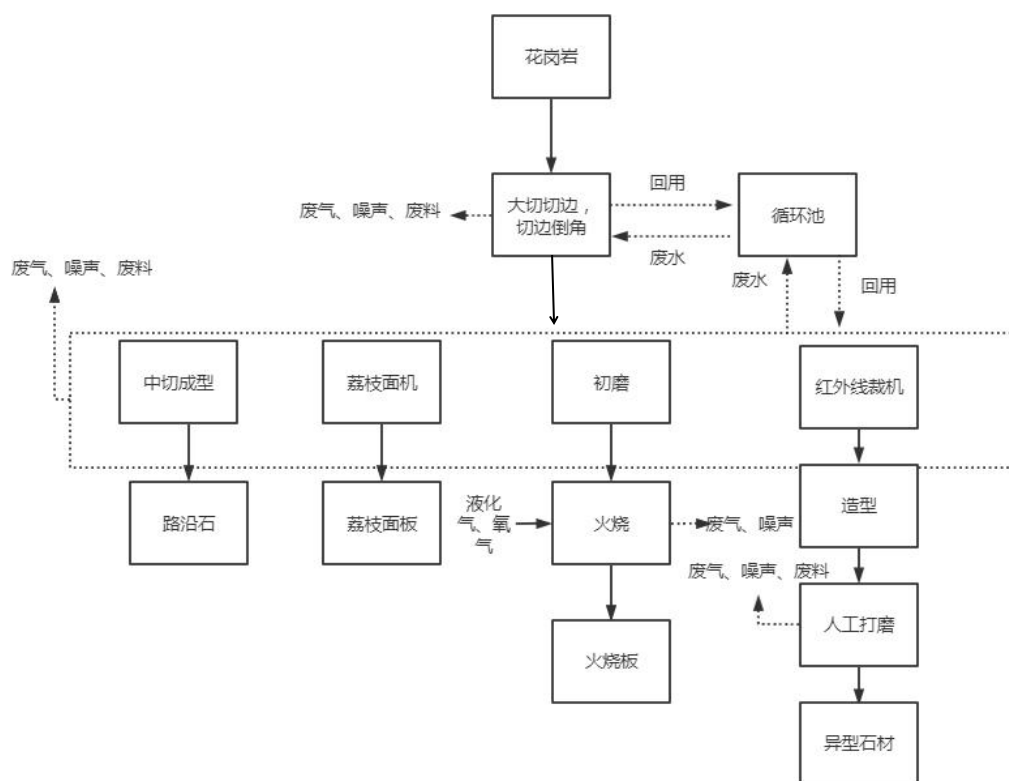 花岗岩
大切切边，
切边倒角
回用
循环池
废气、噪声、废料
废水
废气、噪声、废料
废水
回用
中切成型
荔枝面机
初磨
红外线裁机
路沿石
荔枝面板
液化
气、氧
气
火烧
废气、噪声
造型
废气、噪声、废料
人工打磨
火烧板
异型石材